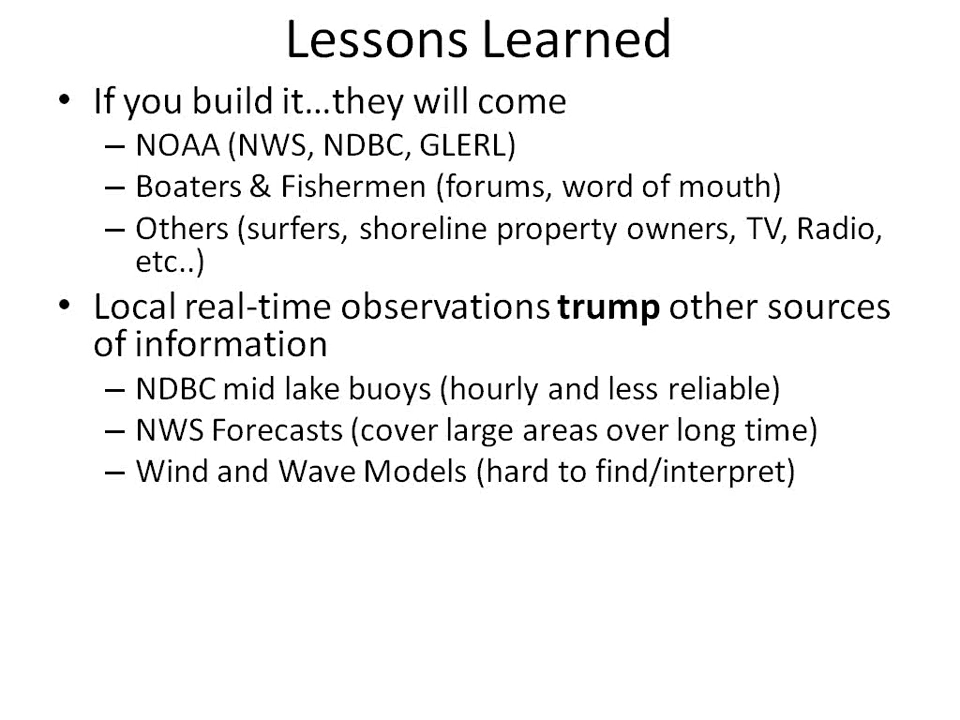 Lessons Learned
• If you build it…they will come
– NOAA (NWS, NDBC, GLERL)
– Boaters & Fishermen (forums, word of mouth)
– Others (surfers, shoreline property owners, TV, Radio,
etc..)
• Local real-time observations trump other sources
of information
– NDBC mid lake buoys (hourly and less reliable)
– NWS Forecasts (cover large areas over long time)
– Wind and Wave Models (hard to find/interpret)